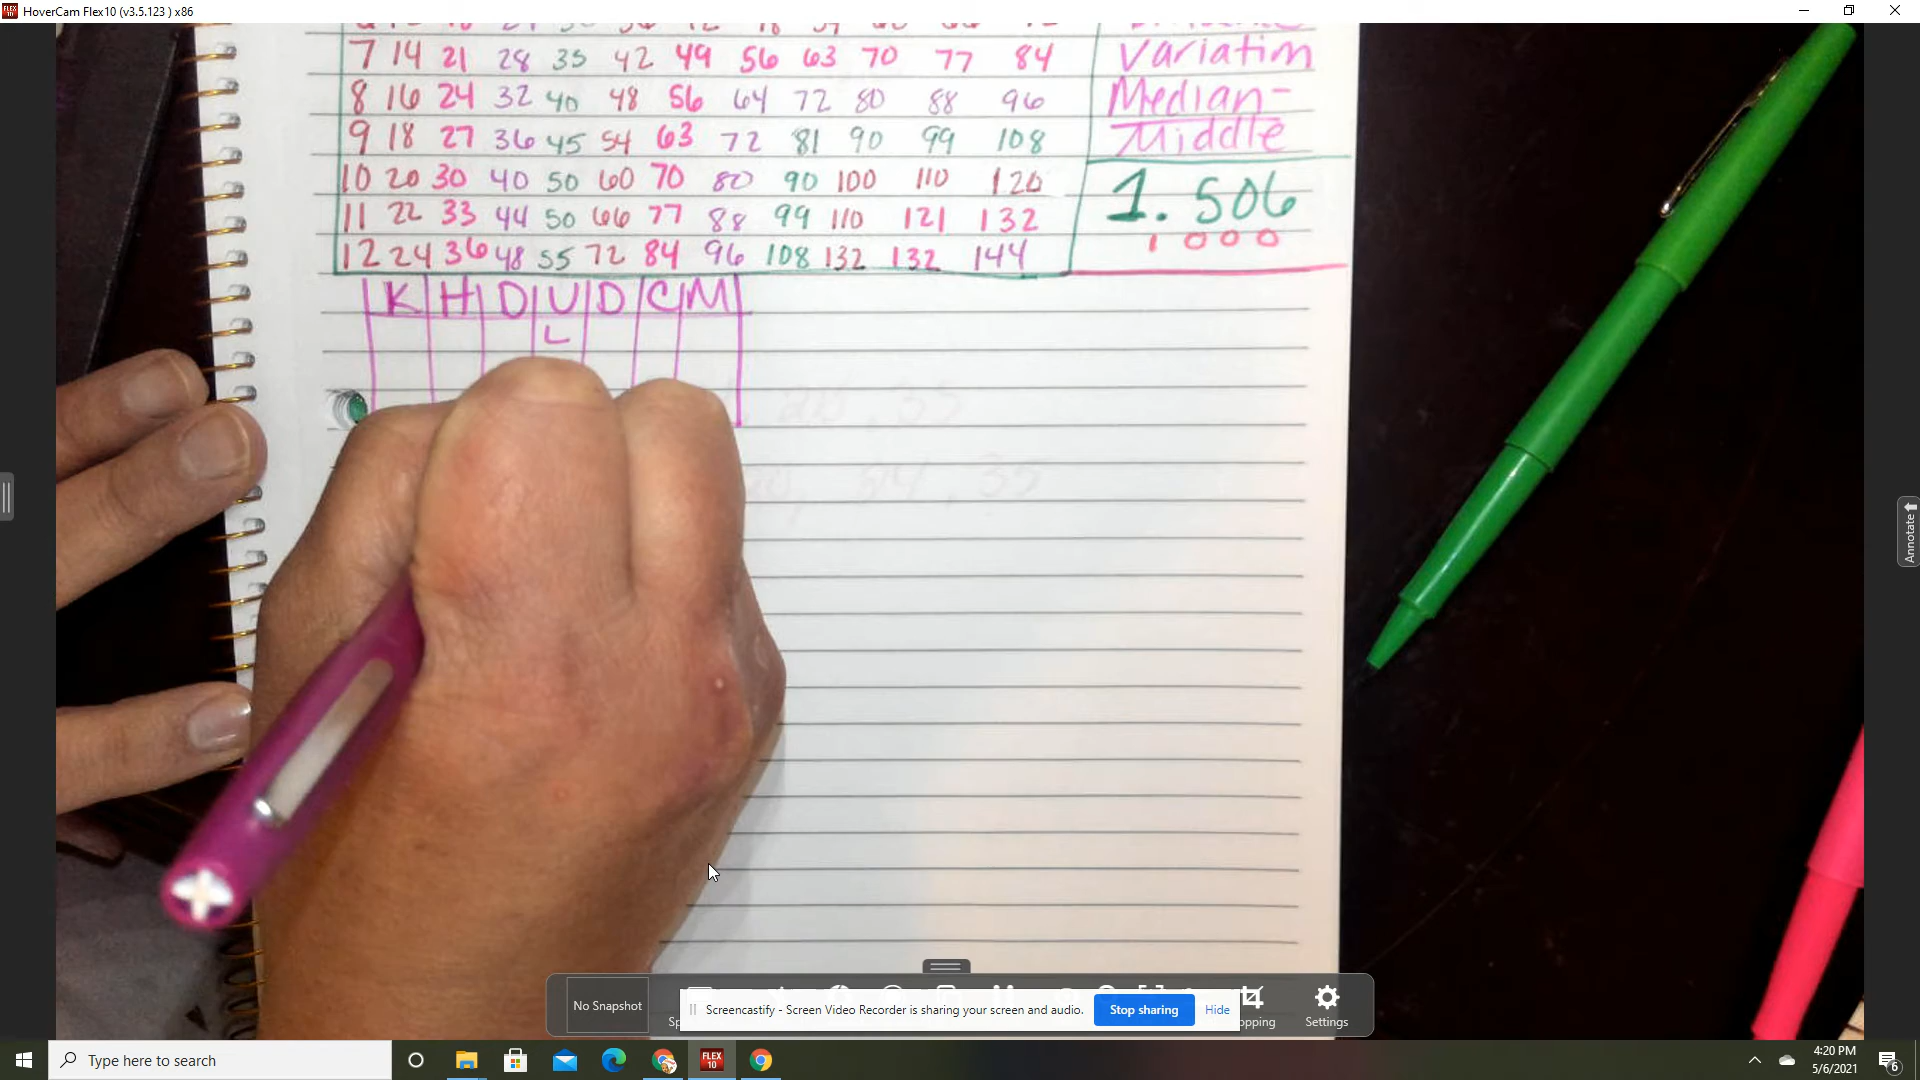 HoverCam Flex10 (v3.5.123 ) x86
7 14 21 28 35 42 49 56 63 70 77 84
Variatim
8 16 24 32 40 48 56 64 72 80 88 96
Median-
9 18 27 36 45 54 63 72 81 90 99 108
Middle
10 20 30 40 50 60 70 80 90 100 110 120
1. 506
11 22 33 44 50 66 77 88 99 110 121 132
1000
12 24 36 48 55 72 84 96 108 132 132 144
K H D U D C M
L
Annotate
No Snapshot
Screencastify - Screen Video Recorder is sharing your screen and audio.
Stop sharing
Hide
opping
Settings
Type here to search
FLEX
10
4:20 PM
5/6/2021
6